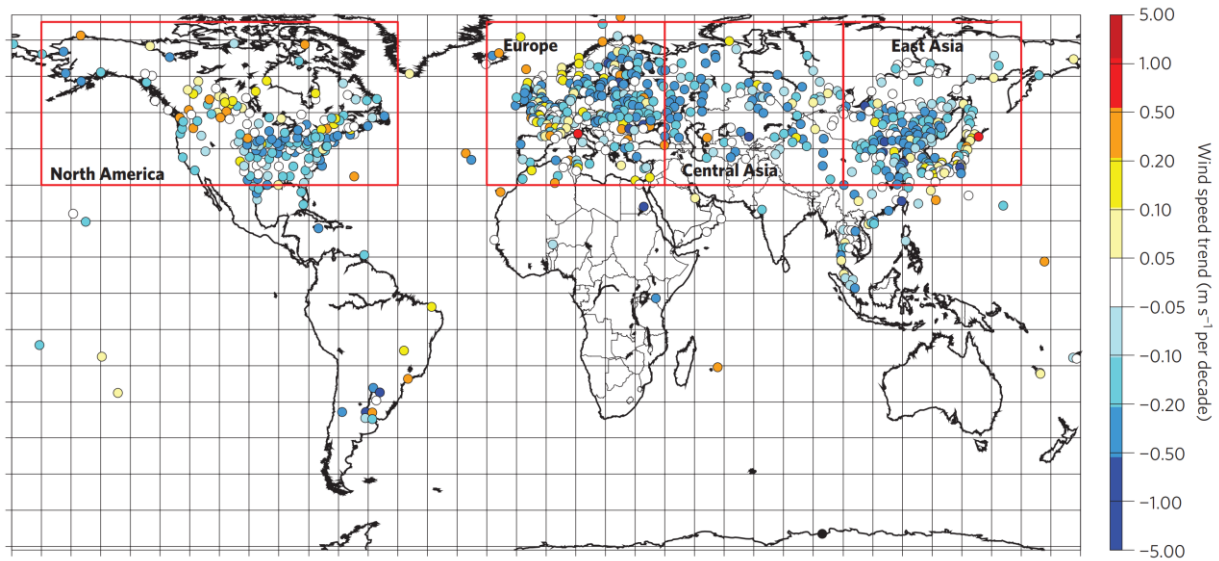 Europe
East Asia
North America
Central Asia
5.00
1.00
0.50
0.20
0.10
0.05
−0.05
−0.10
−0.20
−0.50
−1.00
−5.00
Wind speed trend (m s⁻¹ per decade)